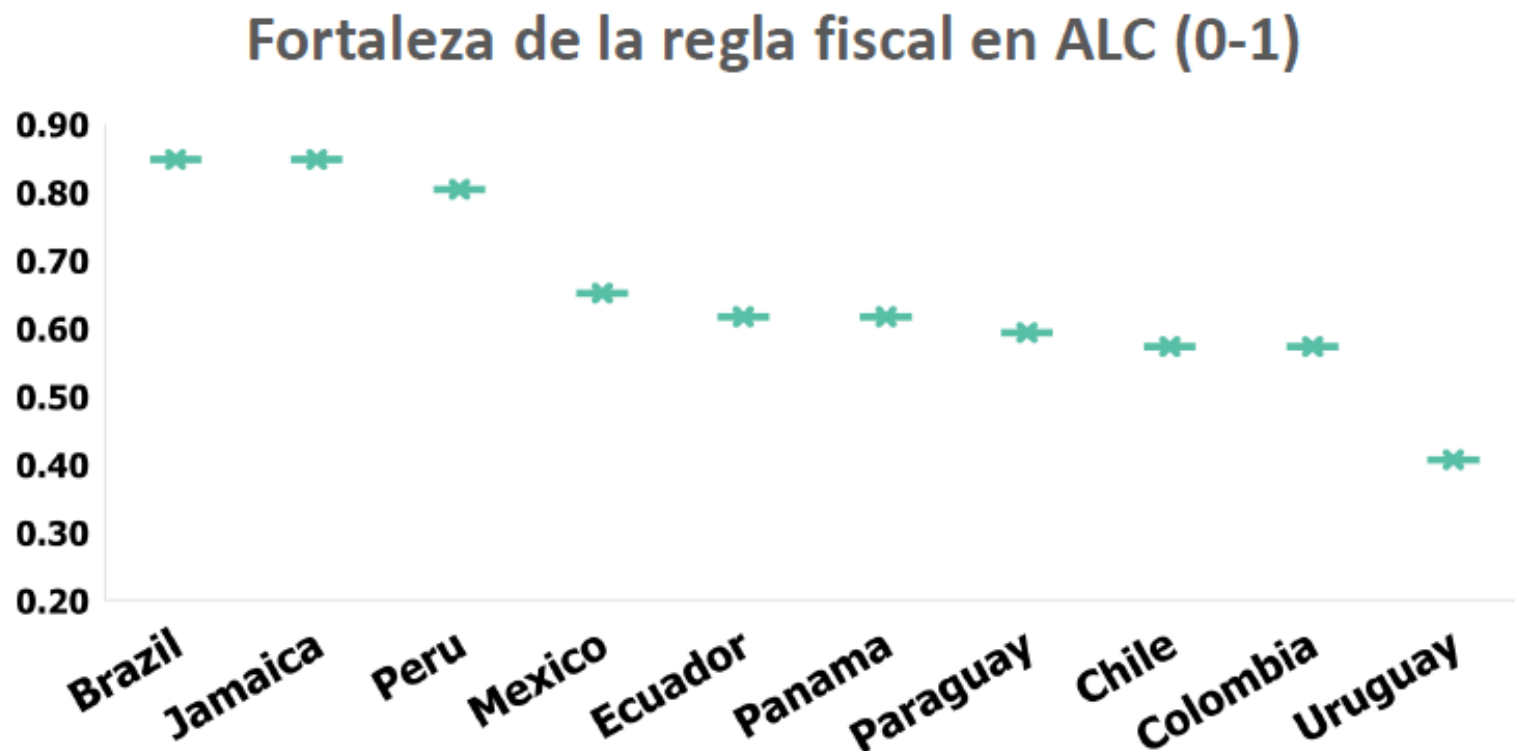 Fortaleza de la regla fiscal en ALC (0-1)
0.90
0.80
0.70
0.60
0.50
0.40
0.30
0.20
Brazil
Jamaica
Peru
Mexico
Ecuador
Panama
Paraguay
Chile
Colombia
Uruguay